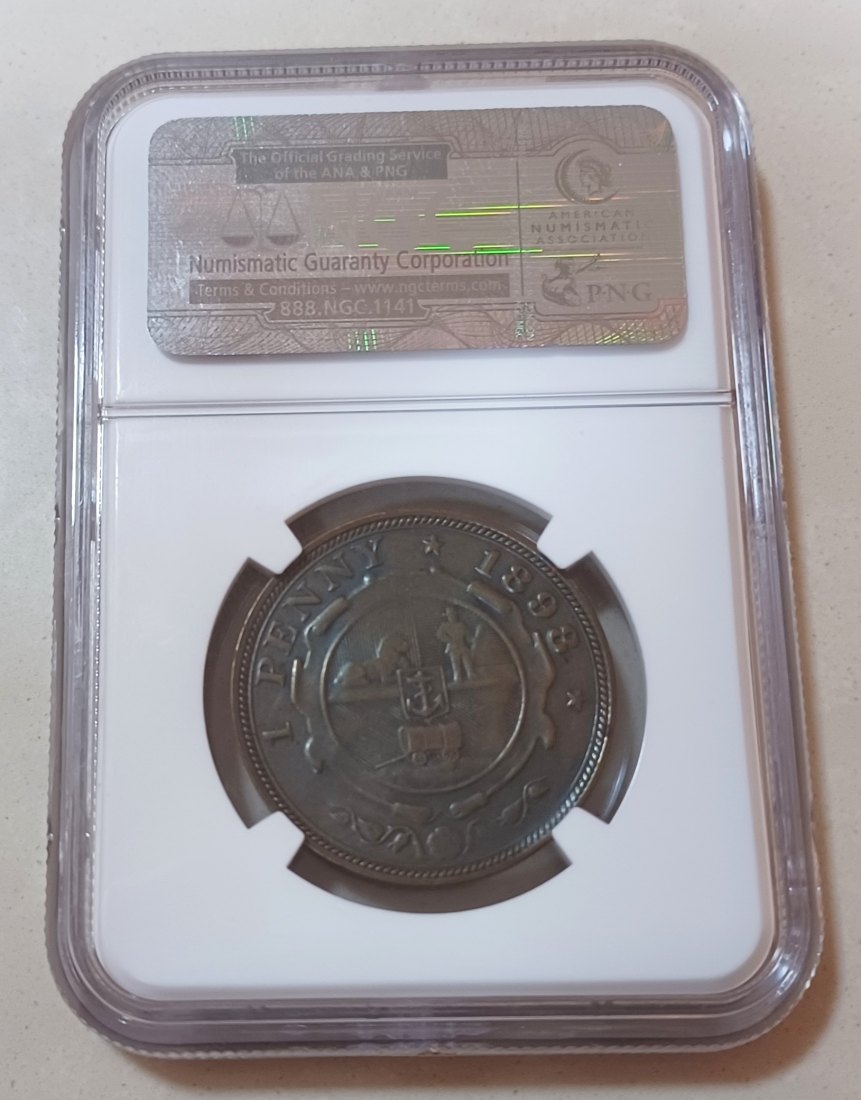 The Official Grading Service
of the ANA & PNG
Numismatic Guaranty Corporation
Terms & Conditions – www.ngcterms.com
888.NGC.1141
AMERICAN
NUMISMATIC
ASSOCIATION
PNG
1 PENNY ★ 1898 ★